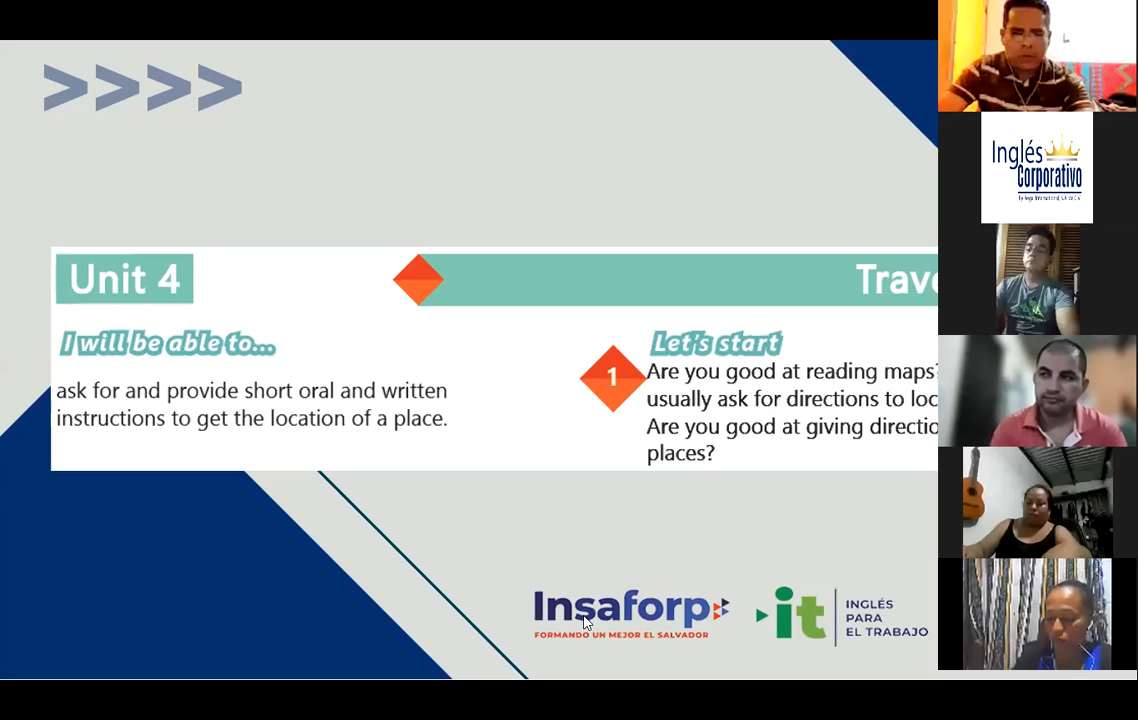 >>>>
Unit 4
Trave
I will be able to...
ask for and provide short oral and written
instructions to get the location of a place.
Let's start
1
Are you good at reading maps?
usually ask for directions to loc
Are you good at giving directio
places?
Insaforp
FORMANDO UN MEJOR EL SALVADOR
it
INGLÉS
PARA
EL TRABAJO
Inglés
Corporativo